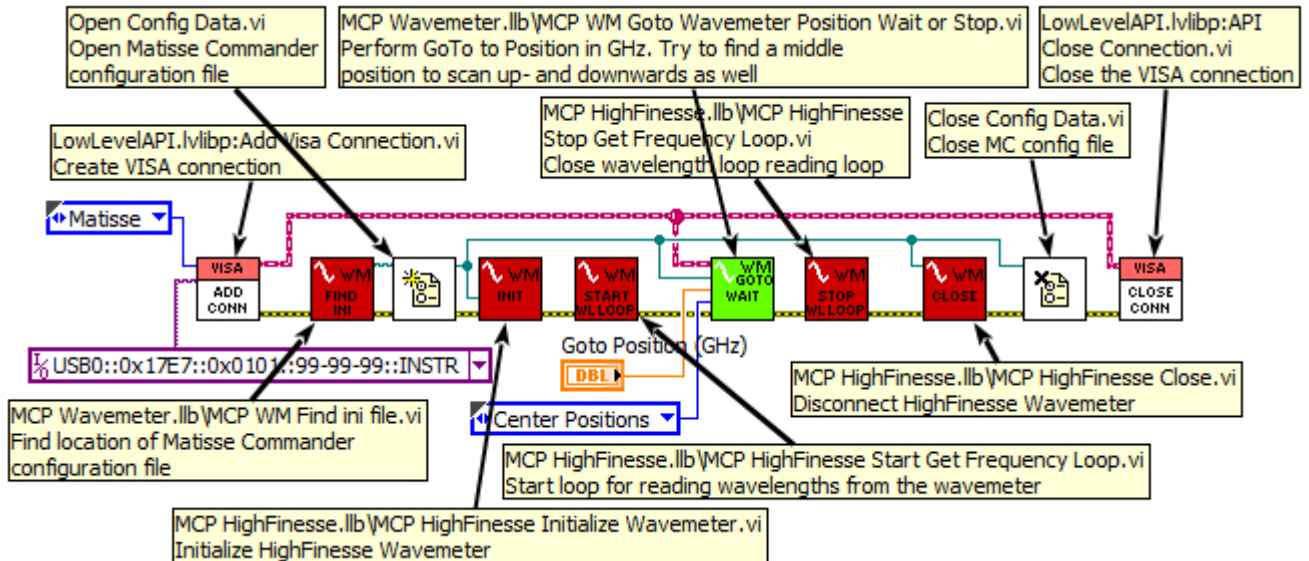 Open Config Data.vi
Open Matisse Commander
configuration file
MCP Wavemeter.llb\MCP WM Goto Wavemeter Position Wait or Stop.vi
Perform GoTo to Position in GHz. Try to find a middle
position to scan up- and downwards as well
LowLevelAPI.lvlibp:API
Close Connection.vi
Close the VISA connection
MCP HighFinesse.llb\MCP HighFinesse
Stop Get Frequency Loop.vi
Close wavelength loop reading loop
Close Config Data.vi
Close MC config file
LowLevelAPI.lvlibp:Add Visa Connection.vi
Create VISA connection
Matisse
VISA
ADD
CONN
WM
FIND
INI
WM
INIT
WM
START
WL LOOP
WM
GOTO
WAIT
WM
STOP
WL LOOP
WM
CLOSE
VISA
CLOSE
CONN
Goto Position (GHz)
DBL
I/O
USB0::0x17E7::0x0101::99-99-99::INSTR
Center Positions
MCP HighFinesse.llb\MCP HighFinesse Close.vi
Disconnect HighFinesse Wavemeter
MCP Wavemeter.llb\MCP WM Find ini file.vi
Find location of Matisse Commander
configuration file
MCP HighFinesse.llb\MCP HighFinesse Start Get Frequency Loop.vi
Start loop for reading wavelengths from the wavemeter
MCP HighFinesse.llb\MCP HighFinesse Initialize Wavemeter.vi
Initialize HighFinesse Wavemeter